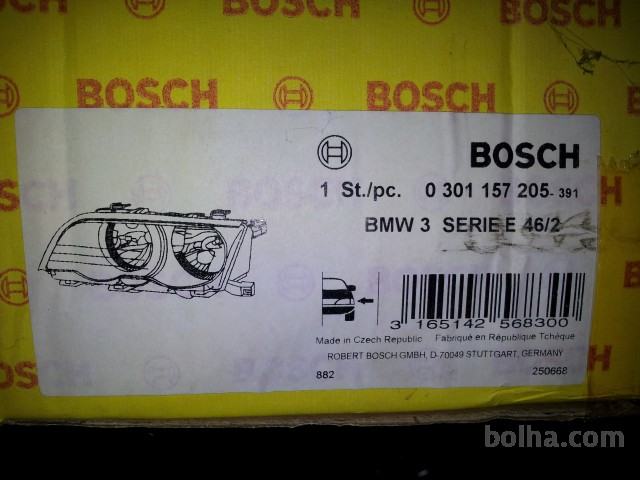 BOSCH
BOSCH
BOSCH
BOSCH
BOSCH
BOSCH
1 St./pc. 0 301 157 205-391
BMW 3 SERIE E 46/2
3 165142 568300
Made in Czech Republic Fabriqué en République Tchèque
ROBERT BOSCH GMBH, D-70049 STUTTGART, GERMANY
882 250668
bolha.com